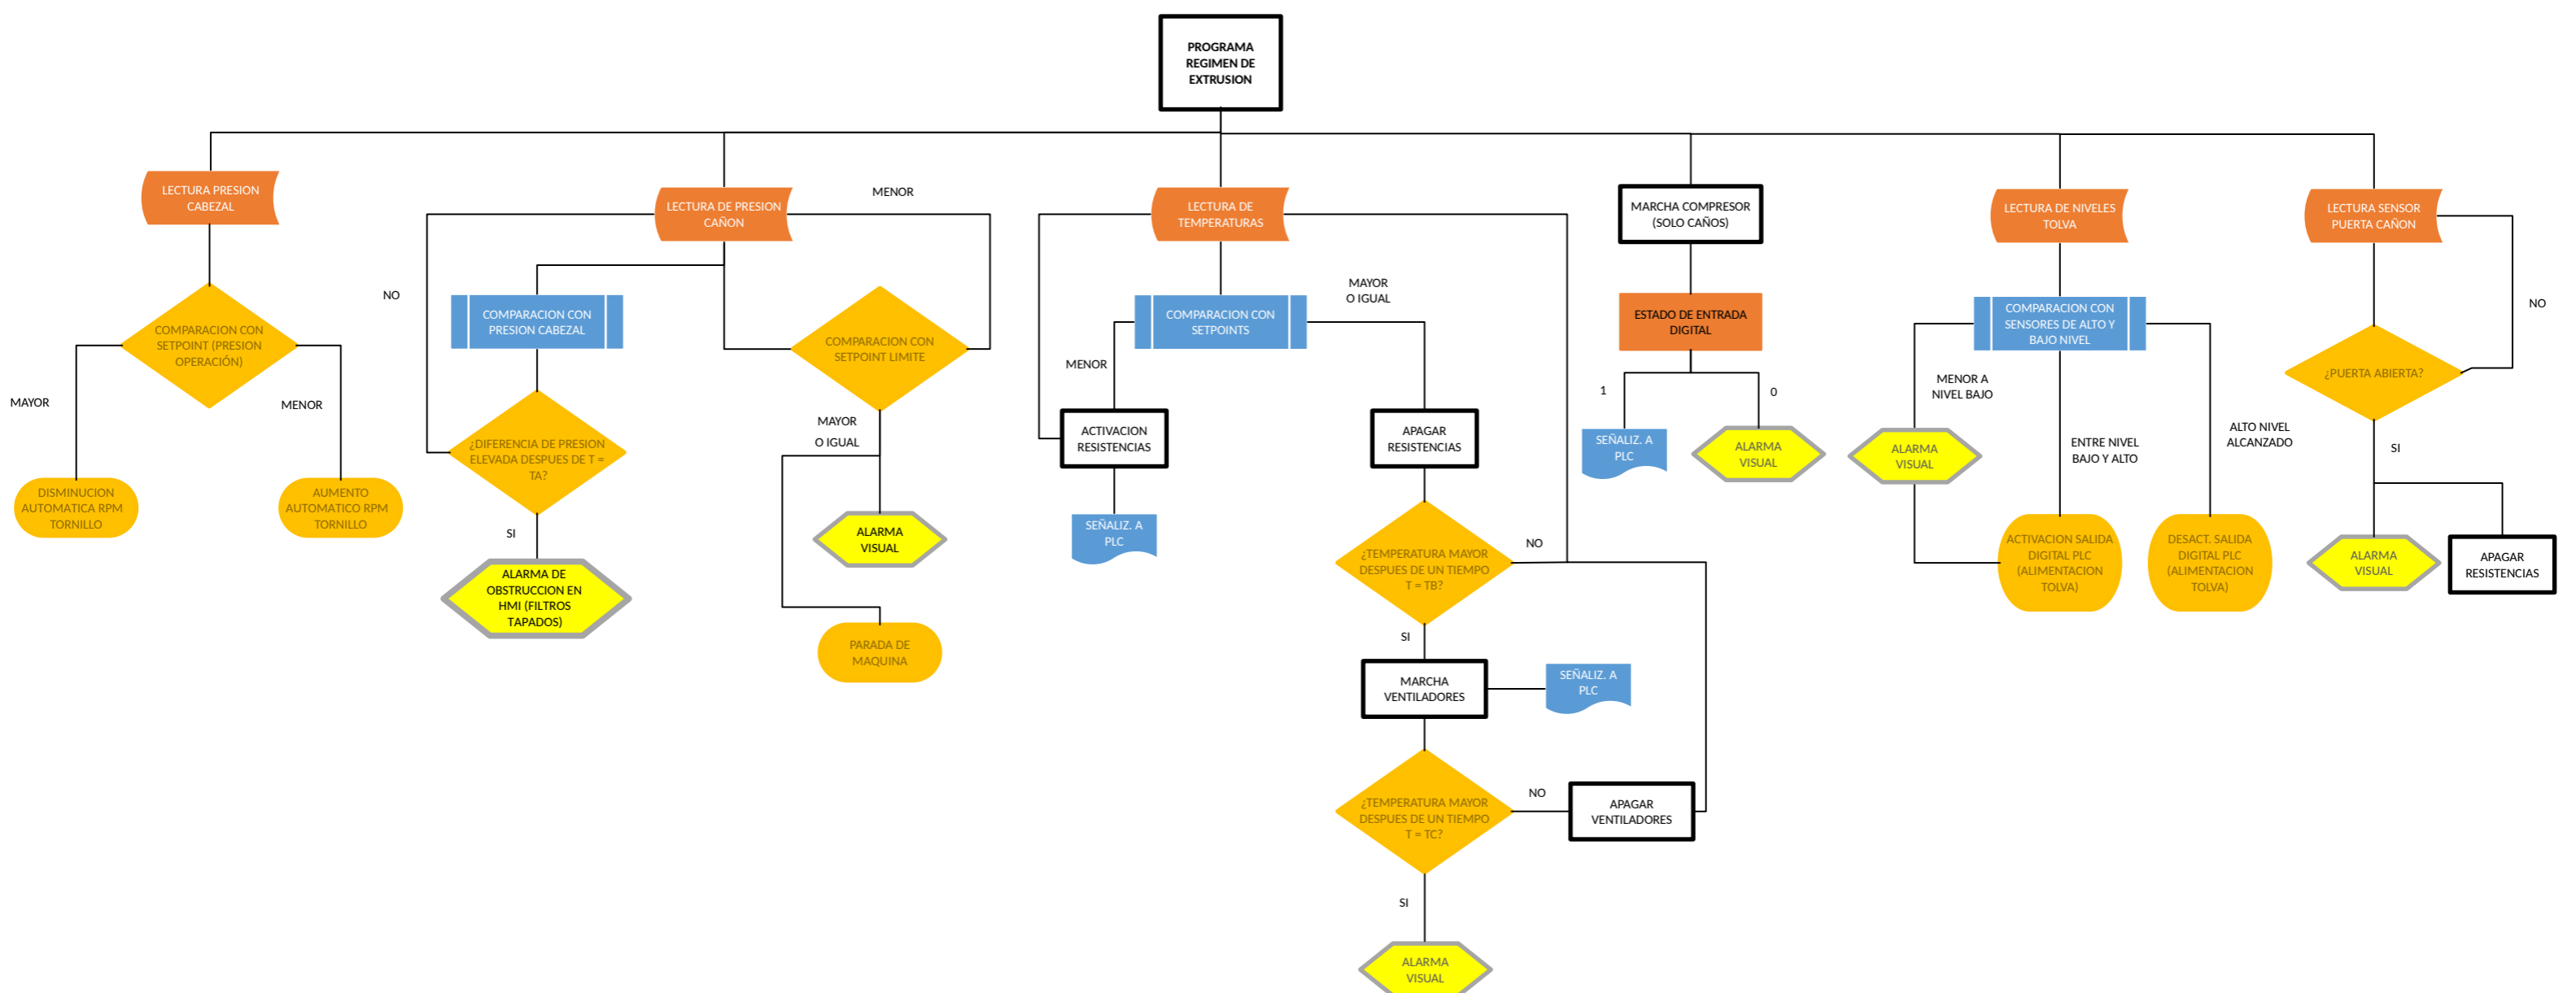 PROGRAMA
REGIMEN DE
EXTRUSION
LECTURA PRESION
CABEZAL
COMPARACION CON
SETPOINT (PRESION
OPERACIÓN)
MAYOR
MENOR
DISMINUCION
AUTOMATICA RPM
TORNILLO
AUMENTO
AUTOMATICO RPM
TORNILLO
LECTURA DE PRESION
CAÑON
MENOR
NO
COMPARACION CON
PRESION CABEZAL
COMPARACION CON
SETPOINT LIMITE
¿DIFERENCIA DE PRESION
ELEVADA DESPUES DE T =
TA?
SI
ALARMA DE
OBSTRUCCION EN
HMI (FILTROS
TAPADOS)
MAYOR
O IGUAL
ALARMA
VISUAL
PARADA DE
MAQUINA
LECTURA DE
TEMPERATURAS
COMPARACION CON
SETPOINTS
MAYOR
O IGUAL
MENOR
ACTIVACION
RESISTENCIAS
SEÑALIZ. A
PLC
APAGAR
RESISTENCIAS
¿TEMPERATURA MAYOR
DESPUES DE UN TIEMPO
T = TB?
NO
SI
MARCHA
VENTILADORES
SEÑALIZ. A
PLC
¿TEMPERATURA MAYOR
DESPUES DE UN TIEMPO
T = TC?
NO
APAGAR
VENTILADORES
SI
ALARMA
VISUAL
MARCHA COMPRESOR
(SOLO CAÑOS)
ESTADO DE ENTRADA
DIGITAL
1
0
SEÑALIZ. A
PLC
ALARMA
VISUAL
LECTURA DE NIVELES
TOLVA
COMPARACION CON
SENSORES DE ALTO Y
BAJO NIVEL
MENOR A
NIVEL BAJO
ENTRE NIVEL
BAJO Y ALTO
ALTO NIVEL
ALCANZADO
ALARMA
VISUAL
ACTIVACION SALIDA
DIGITAL PLC
(ALIMENTACION
TOLVA)
DESACT. SALIDA
DIGITAL PLC
(ALIMENTACION
TOLVA)
LECTURA SENSOR
PUERTA CAÑON
NO
¿PUERTA ABIERTA?
SI
ALARMA
VISUAL
APAGAR
RESISTENCIAS